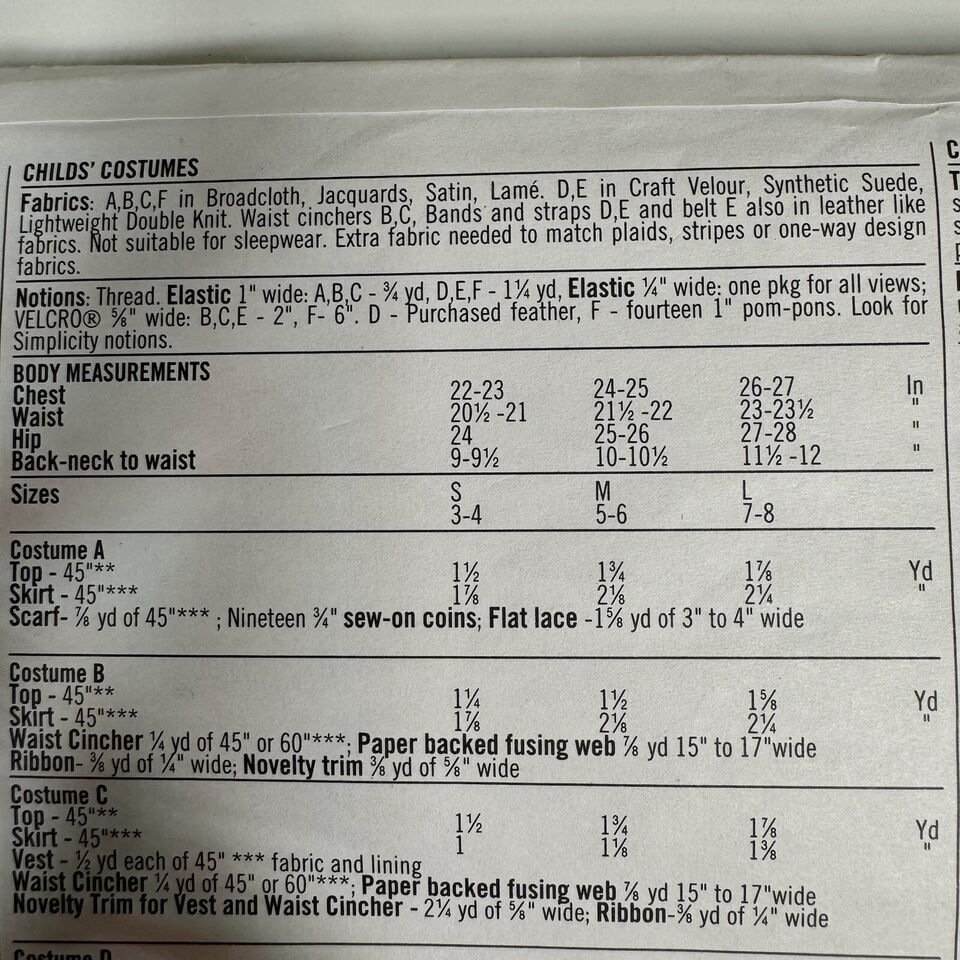 CHILDS' COSTUMES
Fabrics: A,B,C,F in Broadcloth, Jacquards, Satin, Lamé. D,E in Craft Velour, Synthetic Suede,
Lightweight Double Knit. Waist cinchers B,C, Bands and straps D,E and belt E also in leather like
fabrics. Not suitable for sleepwear. Extra fabric needed to match plaids, stripes or one-way design
fabrics.
Notions: Thread. Elastic 1" wide: A,B,C - ¾ yd, D,E,F - 1¼ yd, Elastic ¼" wide: one pkg for all views;
VELCRO® ⅝" wide: B,C,E - 2", F- 6". D - Purchased feather, F - fourteen 1" pom-pons. Look for
Simplicity notions.
BODY MEASUREMENTS
Chest 22-23 24-25 26-27 In
Waist 20½ -21 21½ -22 23-23½ "
Hip 24 25-26 27-28 "
Back-neck to waist 9-9½ 10-10½ 11½ -12 "
Sizes S M L
3-4 5-6 7-8
Costume A
Top - 45"** 1½ 1¾ 1⅞ Yd
Skirt - 45"*** 1⅞ 2⅛ 2¼ "
Scarf- ⅞ yd of 45"*** ; Nineteen ¾" sew-on coins; Flat lace -1⅝ yd of 3" to 4" wide
Costume B
Top - 45"** 1¼ 1½ 1⅝ Yd
Skirt - 45"*** 1⅞ 2⅛ 2¼ "
Waist Cincher ¼ yd of 45" or 60"***; Paper backed fusing web ⅞ yd 15" to 17"wide
Ribbon- ⅜ yd of ¼" wide; Novelty trim ⅜ yd of ⅝" wide
Costume C
Top - 45"** 1½ 1¾ 1⅞ Yd
Skirt - 45"*** 1 1⅛ 1⅜ "
Vest - ½ yd each of 45" *** fabric and lining
Waist Cincher ¼ yd of 45" or 60"***; Paper backed fusing web ⅞ yd 15" to 17"wide
Novelty Trim for Vest and Waist Cincher - 2¼ yd of ⅝" wide; Ribbon-⅜ yd of ¼" wide
Costume D